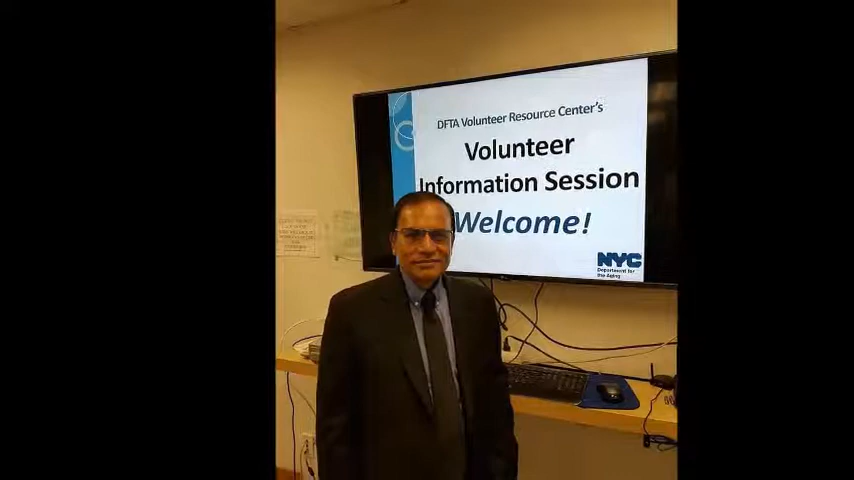 DFTA Volunteer Resource Center's
Volunteer
Information Session
Welcome!
NYC
Department for
the Aging